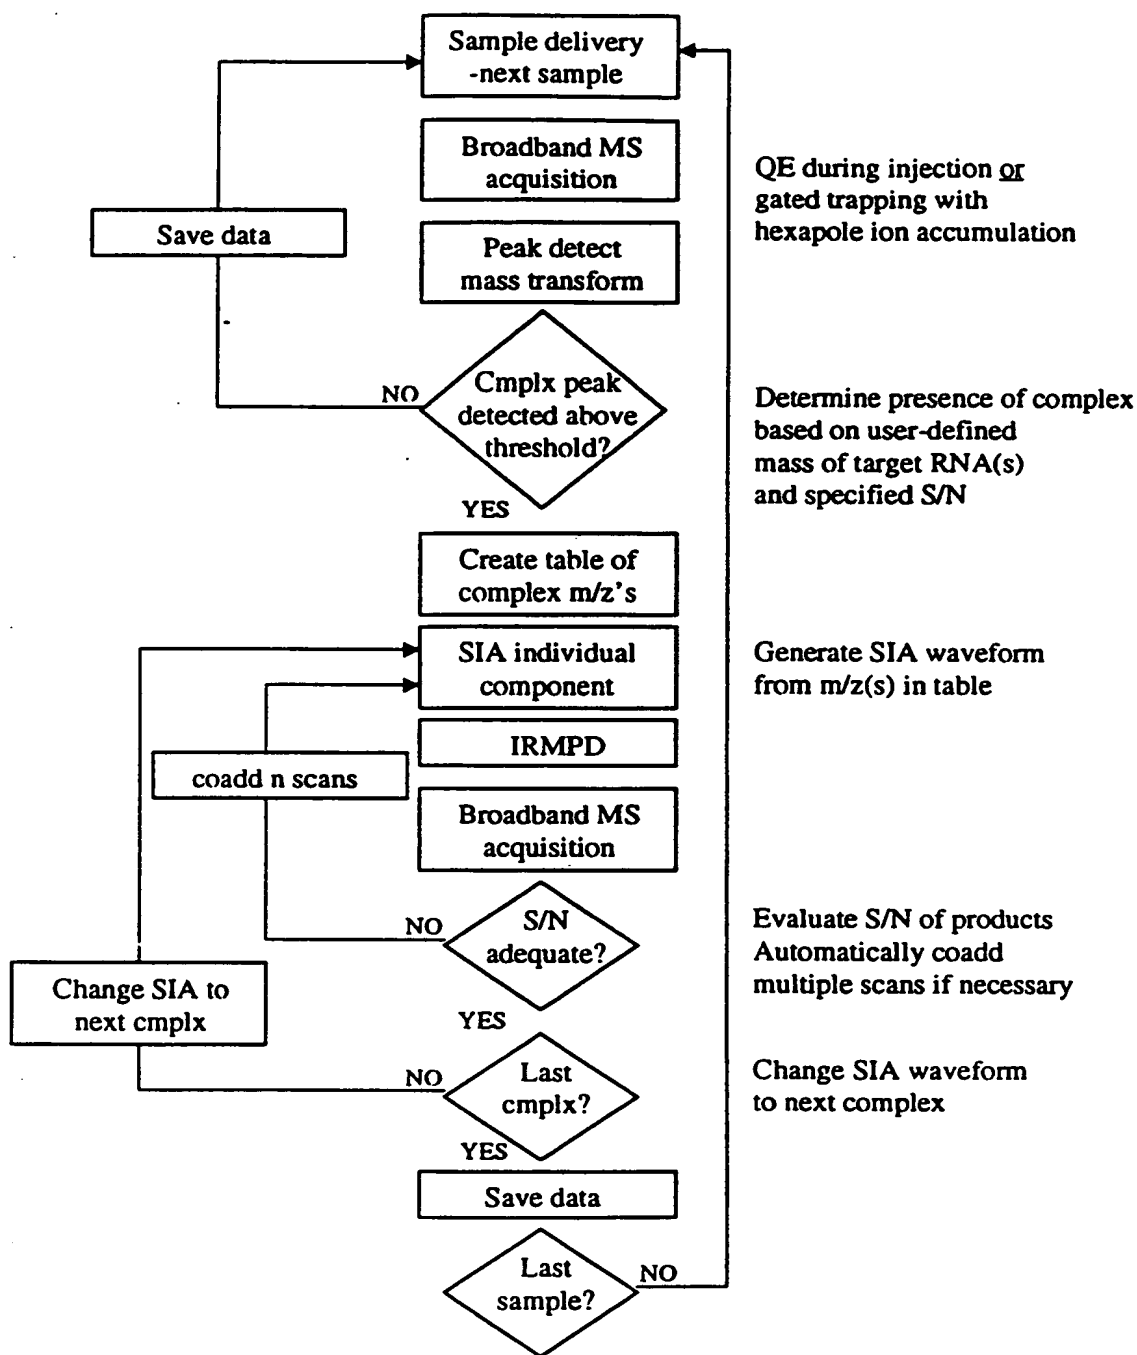 Sample delivery
-next sample
Broadband MS
acquisition
QE during injection or
gated trapping with
hexapole ion accumulation
Save data
Peak detect
mass transform
NO
Cmplx peak
detected above
threshold?
Determine presence of complex
based on user-defined
mass of target RNA(s)
and specified S/N
YES
Create table of
complex m/z's
SIA individual
component
Generate SIA waveform
from m/z(s) in table
IRMPD
coadd n scans
Broadband MS
acquisition
NO
S/N
adequate?
Evaluate S/N of products
Automatically coadd
multiple scans if necessary
Change SIA to
next cmplx
YES
NO
Last
cmplx?
Change SIA waveform
to next complex
YES
Save data
Last
sample?
NO